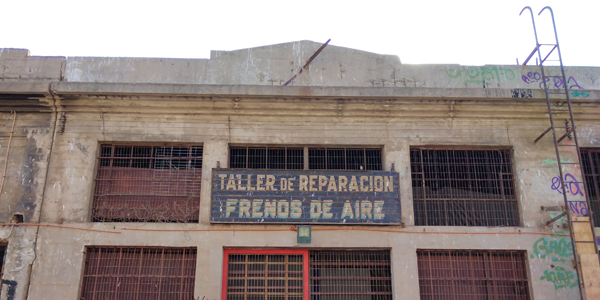 TALLER DE REPARACION
FRENOS DE AIRE